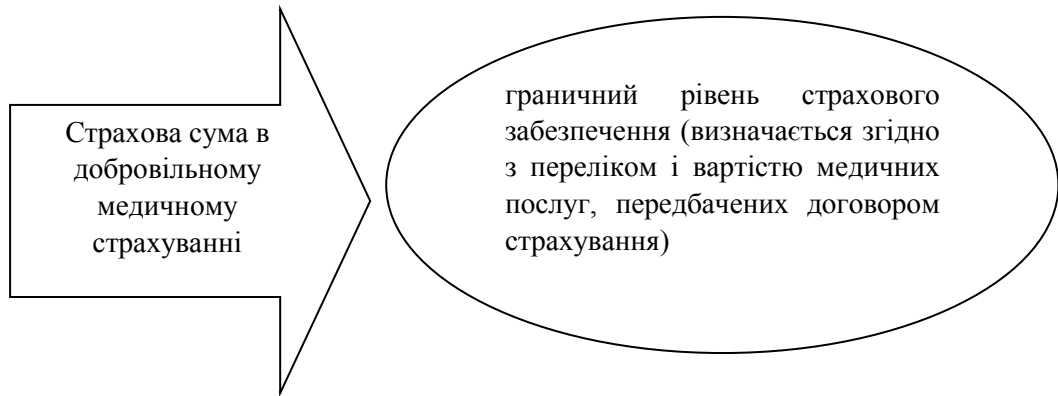 Страхова сума в
добровільному
медичному
страхуванні
граничний рівень страхового
забезпечення (визначається згідно
з переліком і вартістю медичних
послуг, передбачених договором
страхування)